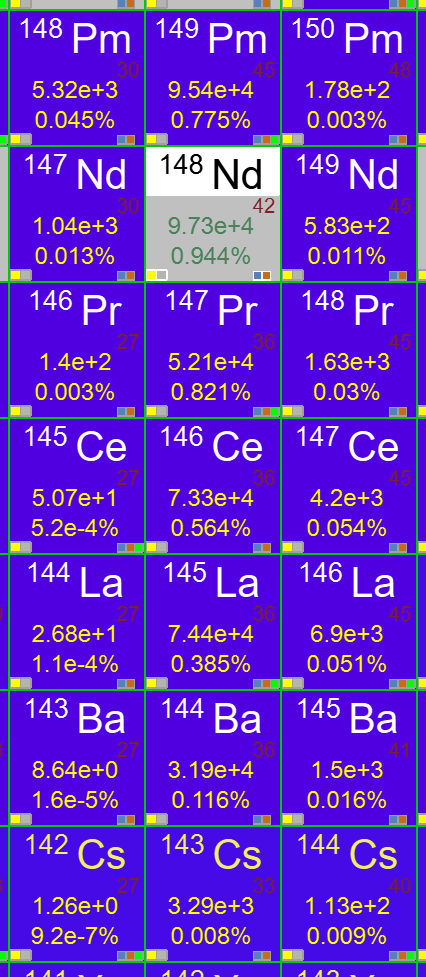 148 Pm 149 Pm 150 Pm
30 45 48
5.32e+3 9.54e+4 1.78e+2
0.045% 0.775% 0.003%
147 Nd 148 Nd 149 Nd
30 42 45
1.04e+3 9.73e+4 5.83e+2
0.013% 0.944% 0.011%
146 Pr 147 Pr 148 Pr
27 36 45
1.4e+2 5.21e+4 1.63e+3
0.003% 0.821% 0.03%
145 Ce 146 Ce 147 Ce
27 36 45
5.07e+1 7.33e+4 4.2e+3
5.2e-4% 0.564% 0.054%
144 La 145 La 146 La
27 36 45
2.68e+1 7.44e+4 6.9e+3
1.1e-4% 0.385% 0.051%
143 Ba 144 Ba 145 Ba
27 36 41
8.64e+0 3.19e+4 1.5e+3
1.6e-5% 0.116% 0.016%
142 Cs 143 Cs 144 Cs
27 33 40
1.26e+0 3.29e+3 1.13e+2
9.2e-7% 0.008% 0.009%